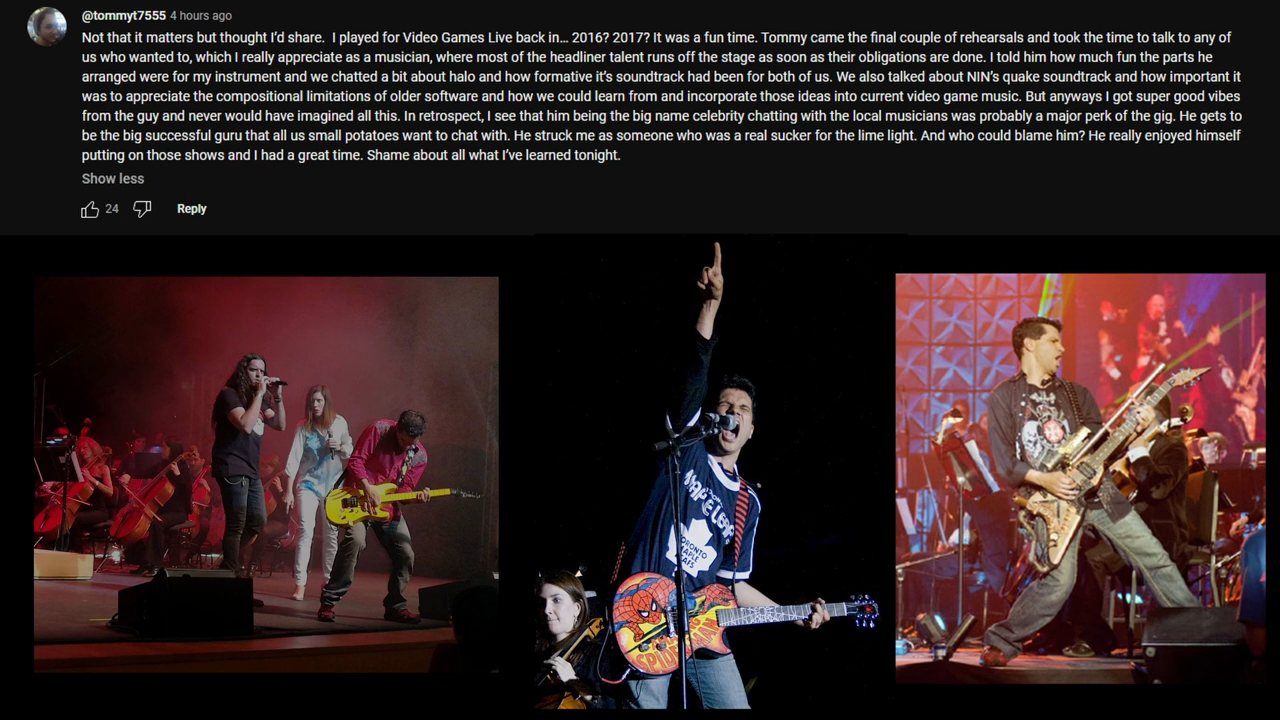 @tommyt7555 4 hours ago
Not that it matters but thought I'd share. I played for Video Games Live back in... 2016? 2017? It was a fun time. Tommy came the final couple of rehearsals and took the time to talk to any of
us who wanted to, which I really appreciate as a musician, where most of the headliner talent runs off the stage as soon as their obligations are done. I told him how much fun the parts he
arranged were for my instrument and we chatted a bit about halo and how formative it's soundtrack had been for both of us. We also talked about NIN's quake soundtrack and how important it
was to appreciate the compositional limitations of older software and how we could learn from and incorporate those ideas into current video game music. But anyways I got super good vibes
from the guy and never would have imagined all this. In retrospect, I see that him being the big name celebrity chatting with the local musicians was probably a major perk of the gig. He gets to
be the big successful guru that all us small potatoes want to chat with. He struck me as someone who was a real sucker for the lime light. And who could blame him? He really enjoyed himself
putting on those shows and I had a great time. Shame about all what I've learned tonight.
Show less
24 Reply
MAPLE LEAFS
TORONTO
MAPLE
LEAFS
SPIDER-MAN